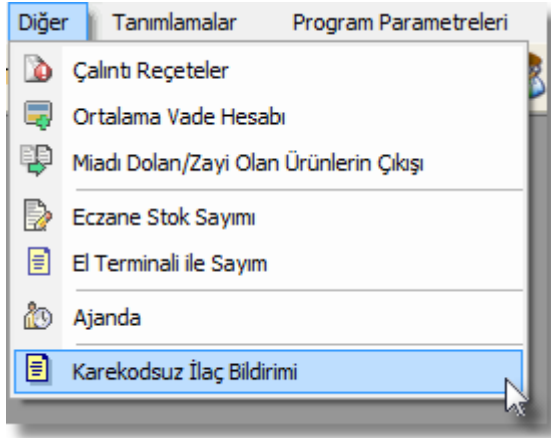 Diğer Tanımlamalar Program Parametreleri
Çalıntı Reçeteler
Ortalama Vade Hesabı
Miadı Dolan/Zayi Olan Ürünlerin Çıkışı
Eczane Stok Sayımı
El Terminali ile Sayım
Ajanda
Karekodsuz İlaç Bildirimi